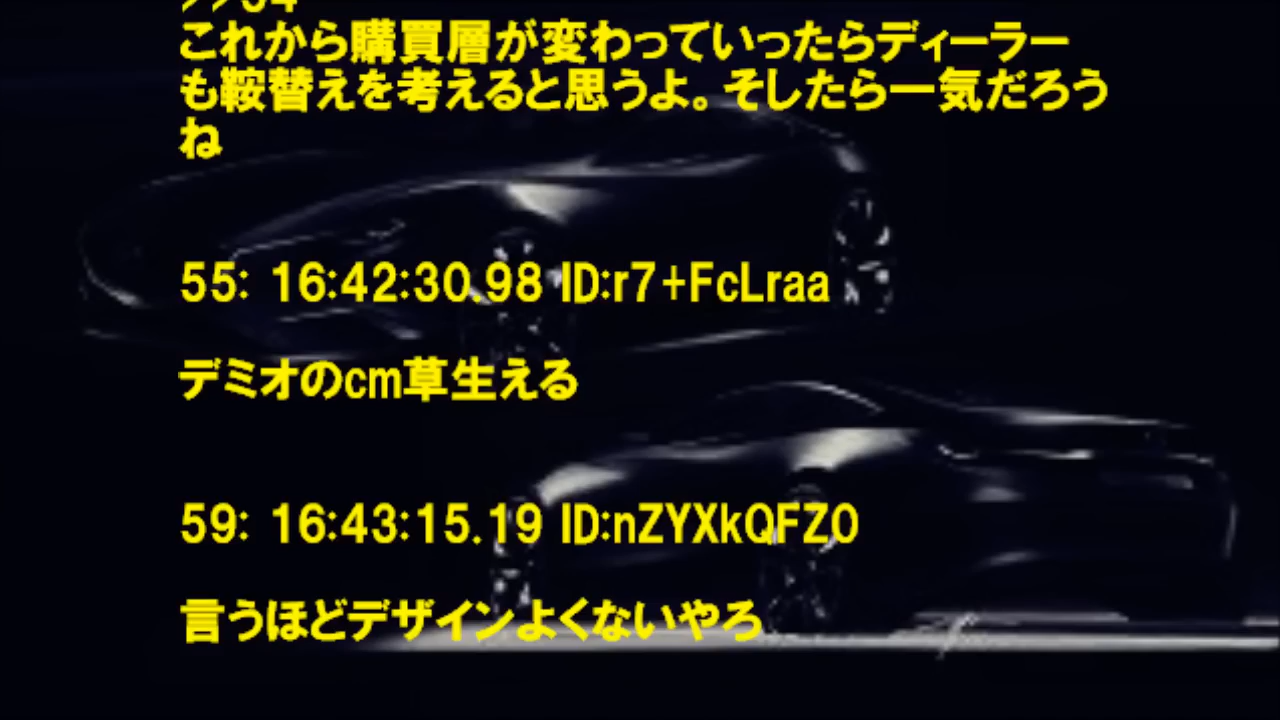 >>54
これから購買層が変わっていったらディーラー
も鞍替えを考えると思うよ。そしたら一気だろう
ね
55: 16:42:30.98 ID:r7+FcLraa
デミオのcm草生える
59: 16:43:15.19 ID:nZYXkQFZ0
言うほどデザインよくないやろ